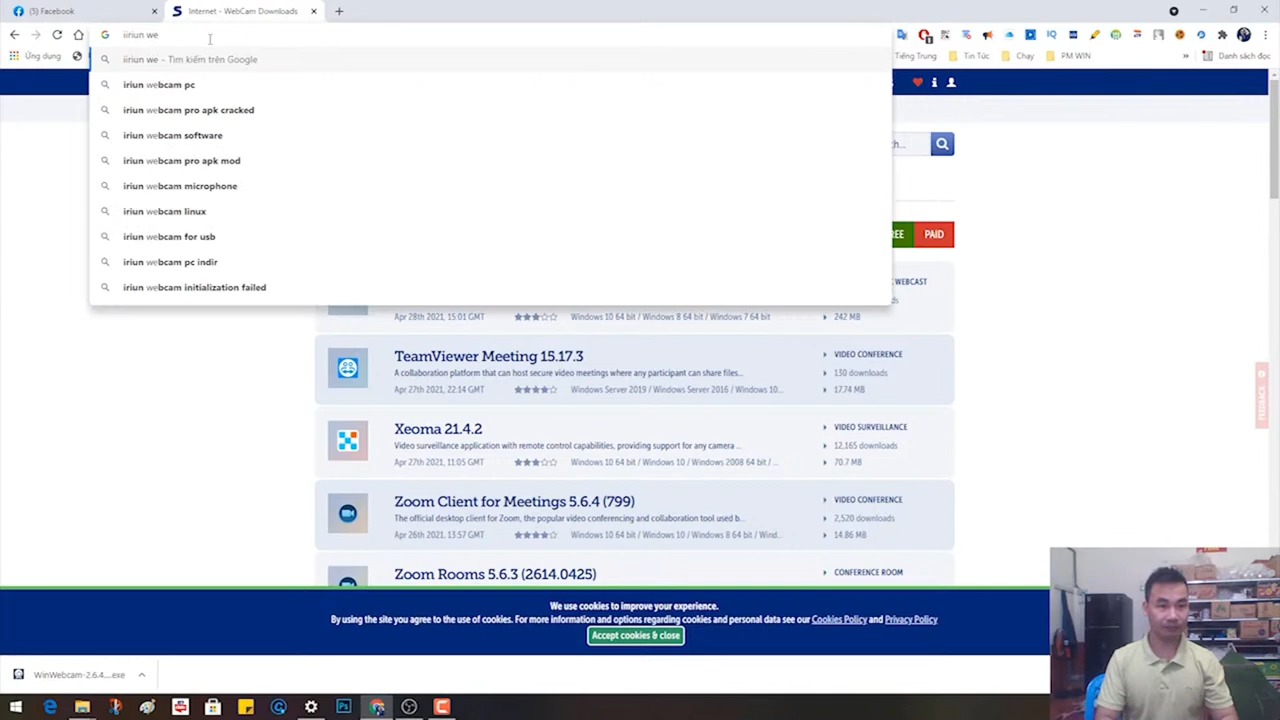 (5) Facebook
Internet - WebCam Downloads
iiriun we
iiriun we - Tìm kiếm trên Google
iriun webcam pc
iriun webcam pro apk cracked
iriun webcam software
iriun webcam pro apk mod
iriun webcam microphone
iriun webcam linux
iriun webcam for usb
iriun webcam pc indir
iriun webcam initialization failed
Ứng dụng
Tiếng Trung
Tin Tức
Chạy
PM WIN
Danh sách đọc
PAID
WEBCAST
Apr 28th 2021, 15:01 GMT
Windows 10 64 bit / Windows 8 64 bit / Windows 7 64 bit
242 MB
TeamViewer Meeting 15.17.3
VIDEO CONFERENCE
A collaboration platform that can host secure video meetings where any participant can share files...
130 downloads
Apr 27th 2021, 22:14 GMT
Windows Server 2019 / Windows Server 2016 / Windows 10...
17.74 MB
Xeoma 21.4.2
VIDEO SURVEILLANCE
Video surveillance application with remote control capabilities, providing support for any camera ...
12,165 downloads
Apr 27th 2021, 11:05 GMT
Windows 10 64 bit / Windows 10 / Windows 2008 64 bit / ...
70.7 MB
Zoom Client for Meetings 5.6.4 (799)
VIDEO CONFERENCE
The official desktop client for Zoom, the popular video conferencing and collaboration tool used b...
2,520 downloads
Apr 26th 2021, 13:57 GMT
Windows 10 64 bit / Windows 10 / Windows 8 64 bit / Wind...
14.86 MB
Zoom Rooms 5.6.3 (2614.0425)
CONFERENCE ROOM
FEEDBACK
We use cookies to improve your experience.
By using the site you agree to the use of cookies. For more information and options regarding cookies and personal data see our Cookies Policy and Privacy Policy
Accept cookies & close
WinWebcam-2.6.4....exe